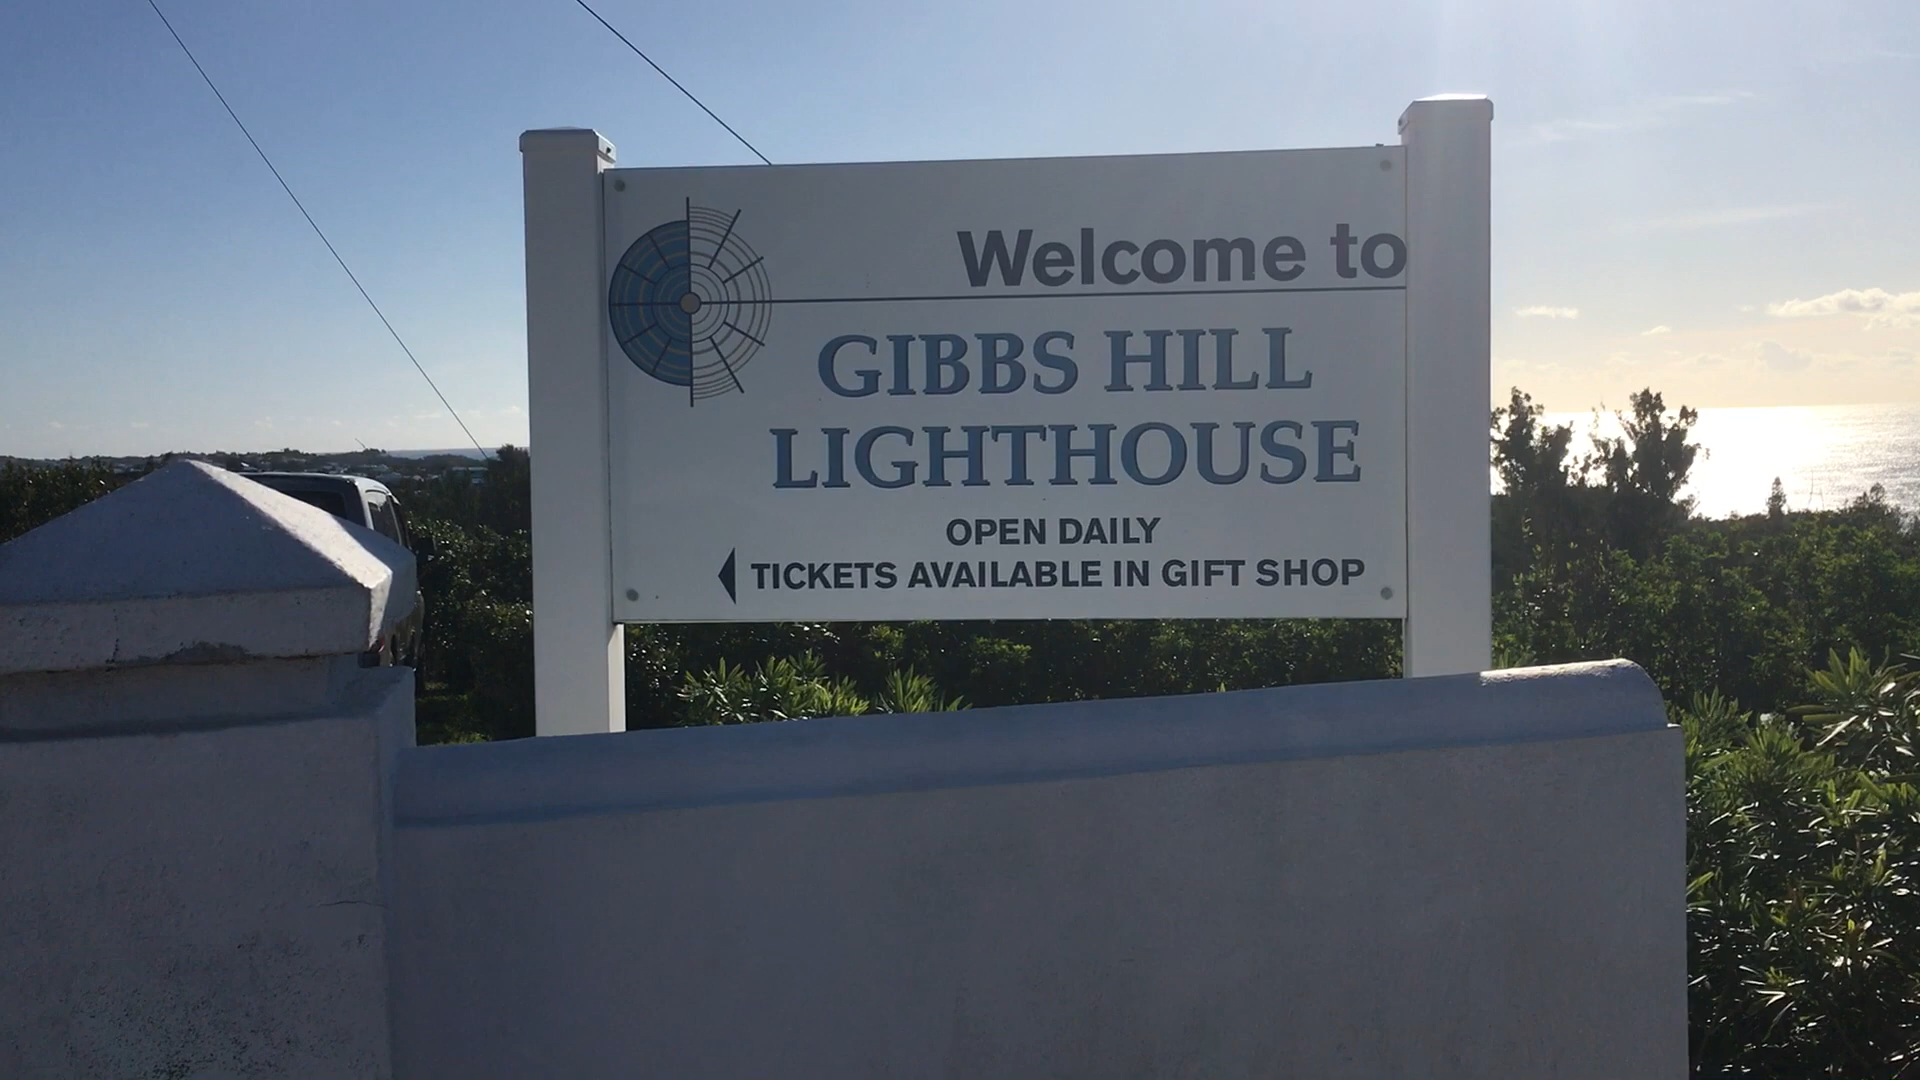 Welcome to
GIBBS HILL
LIGHTHOUSE
OPEN DAILY
TICKETS AVAILABLE IN GIFT SHOP